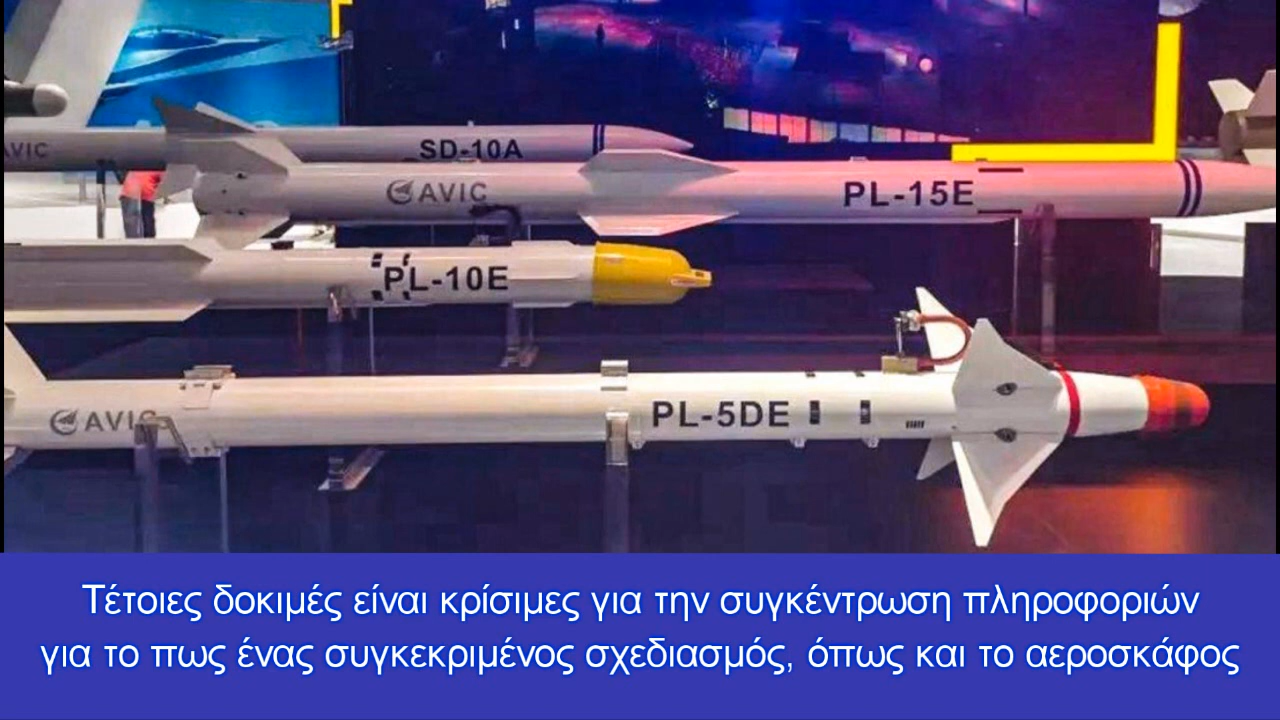 AVIC
SD-10A
AVIC
PL-15E
PL-10E
AVIC
PL-5DE
Τέτοιες δοκιμές είναι κρίσιμες για την συγκέντρωση πληροφοριών
για το πως ένας συγκεκριμένος σχεδιασμός, όπως και το αεροσκάφος